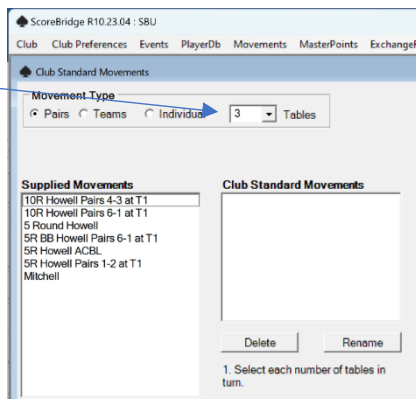 ScoreBridge R10.23.04 : SBU
Club Club Preferences Events PlayerDb Movements MasterPoints Exchange
Club Standard Movements
Movement Type
Pairs Teams Individual 3 Tables
Supplied Movements Club Standard Movements
10R Howell Pairs 4-3 at T1
10R Howell Pairs 6-1 at T1
5 Round Howell
5R BB Howell Pairs 6-1 at T1
5R Howell ACBL
5R Howell Pairs 1-2 at T1
Mitchell
Delete Rename
1. Select each number of tables in
turn.